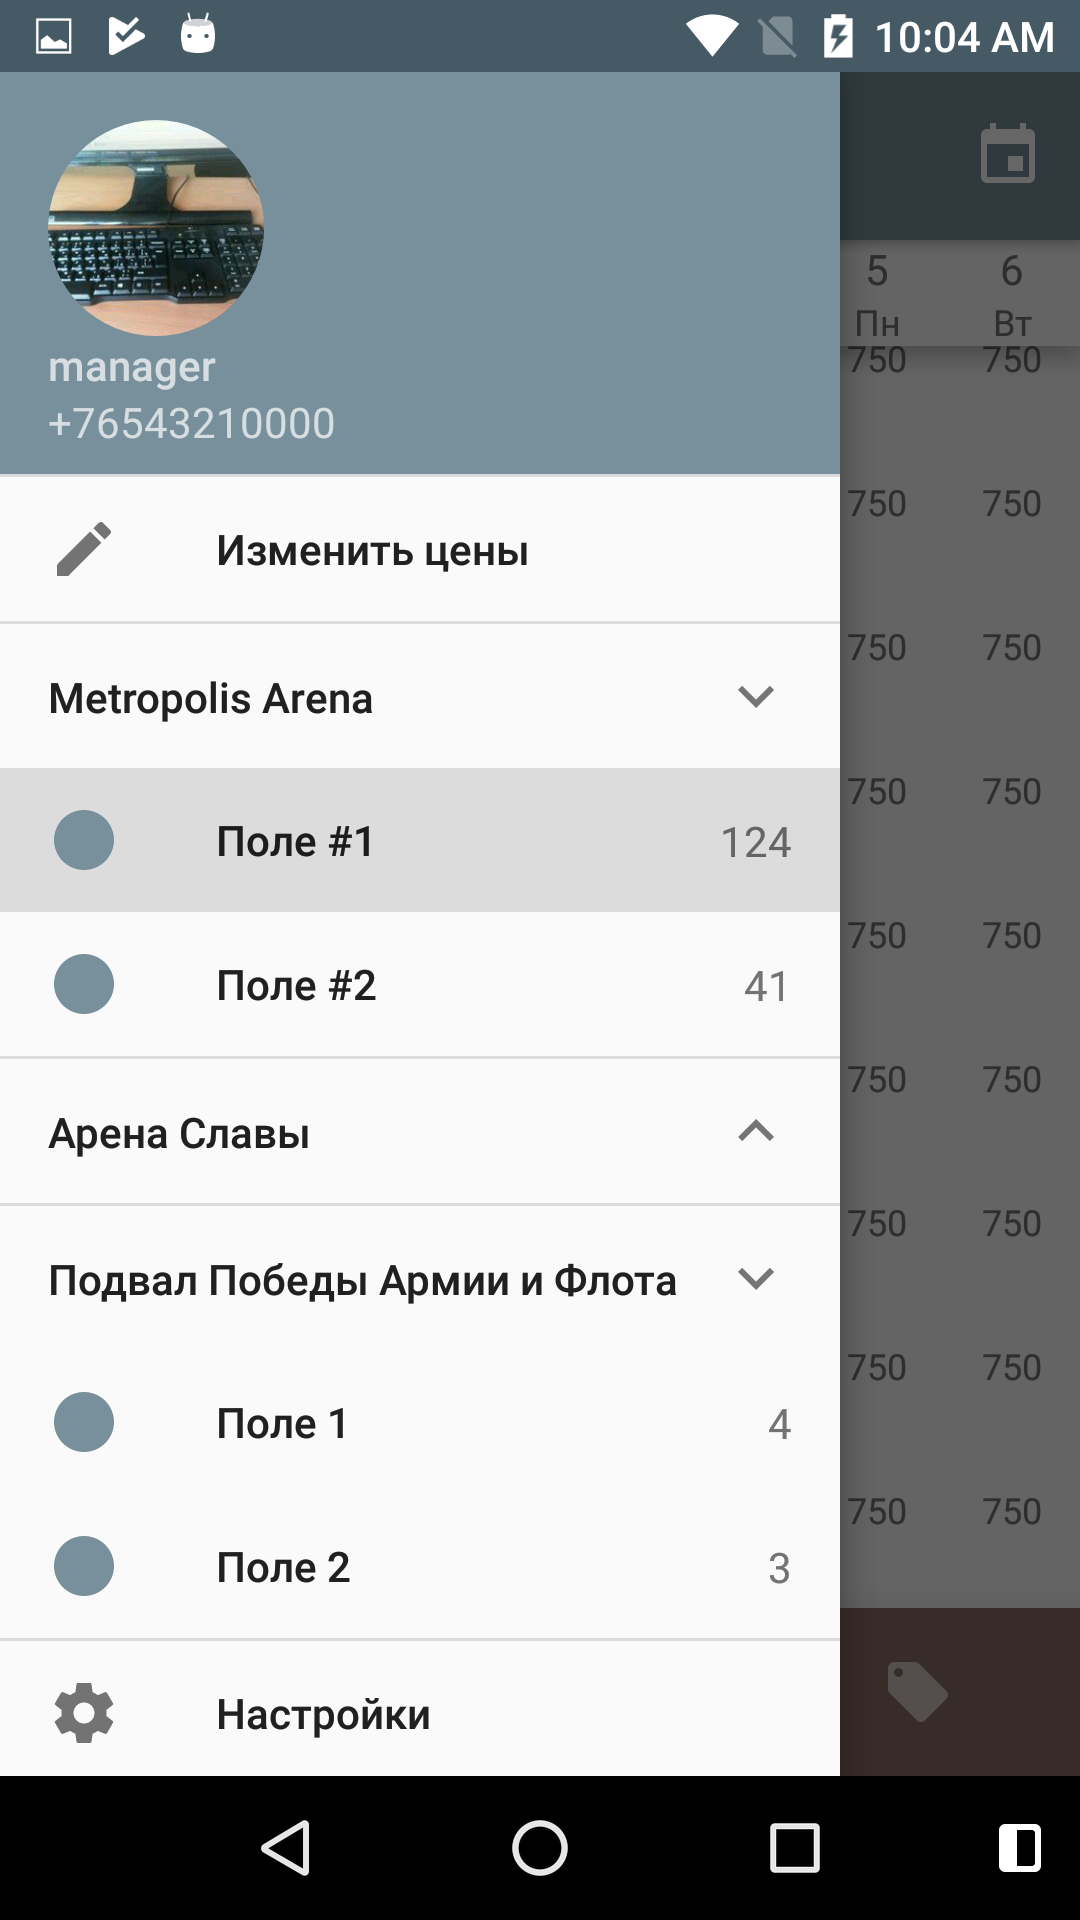 10:04 AM
manager
+76543210000
5 6
Пн Вт
750 750
Изменить цены
750 750
Metropolis Arena
750 750
750 750
Поле #1 124
750 750
Поле #2 41
750 750
Арена Славы
750 750
Подвал Победы Армии и Флота
750 750
Поле 1 4
750 750
Поле 2 3
Настройки